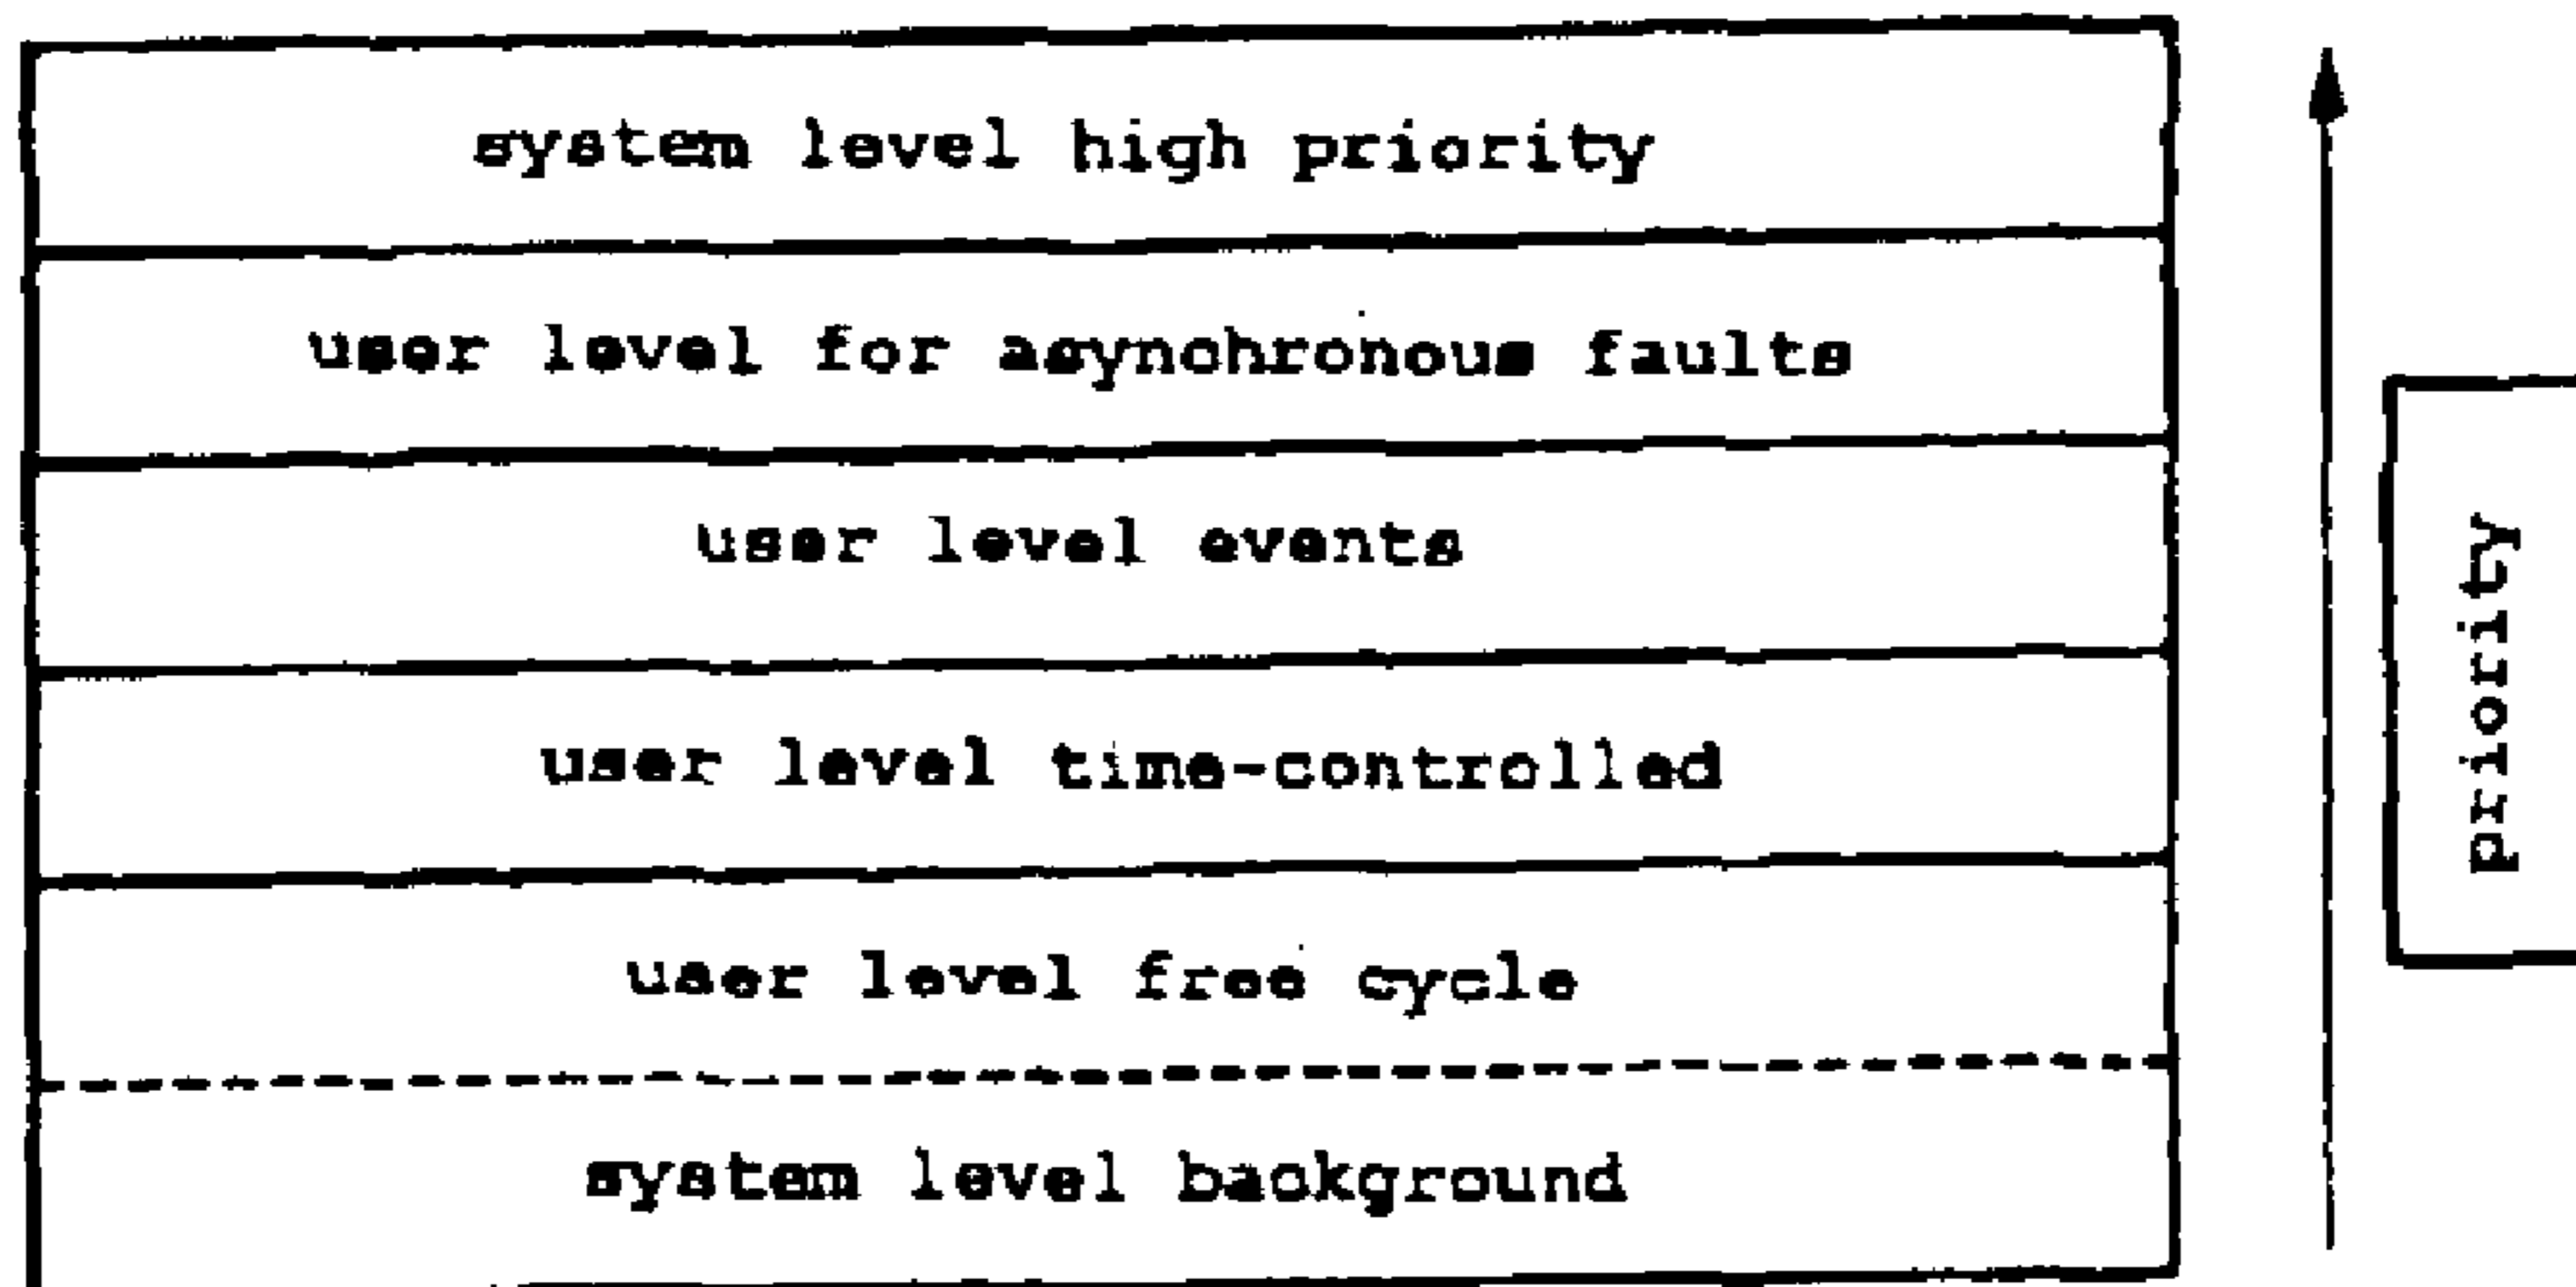 system level high priority
user level for asynchronous faults
user level events
user level time-controlled
user level free cycle
system level background
priority